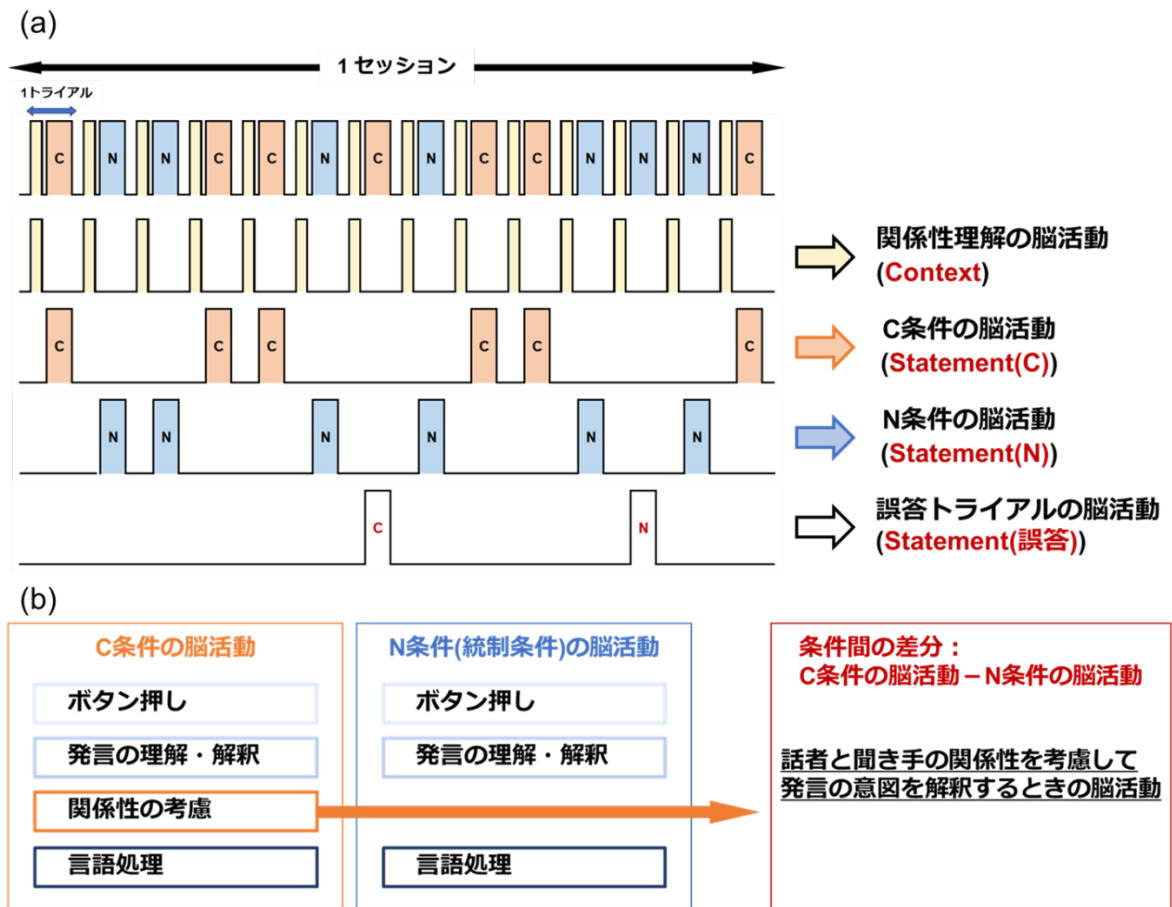 (a)
1 セッション
1トライアル
C N N C C N C N C C N N N C
関係性理解の脳活動
(Context)
C C C C C C
C条件の脳活動
(Statement(C))
N N N N N N
N条件の脳活動
(Statement(N))
C N
誤答トライアルの脳活動
(Statement(誤答))
(b)
C条件の脳活動
ボタン押し
発言の理解・解釈
関係性の考慮
言語処理
N条件(統制条件)の脳活動
ボタン押し
発言の理解・解釈
言語処理
条件間の差分：
C条件の脳活動 – N条件の脳活動
話者と聞き手の関係性を考慮して
発言の意図を解釈するときの脳活動